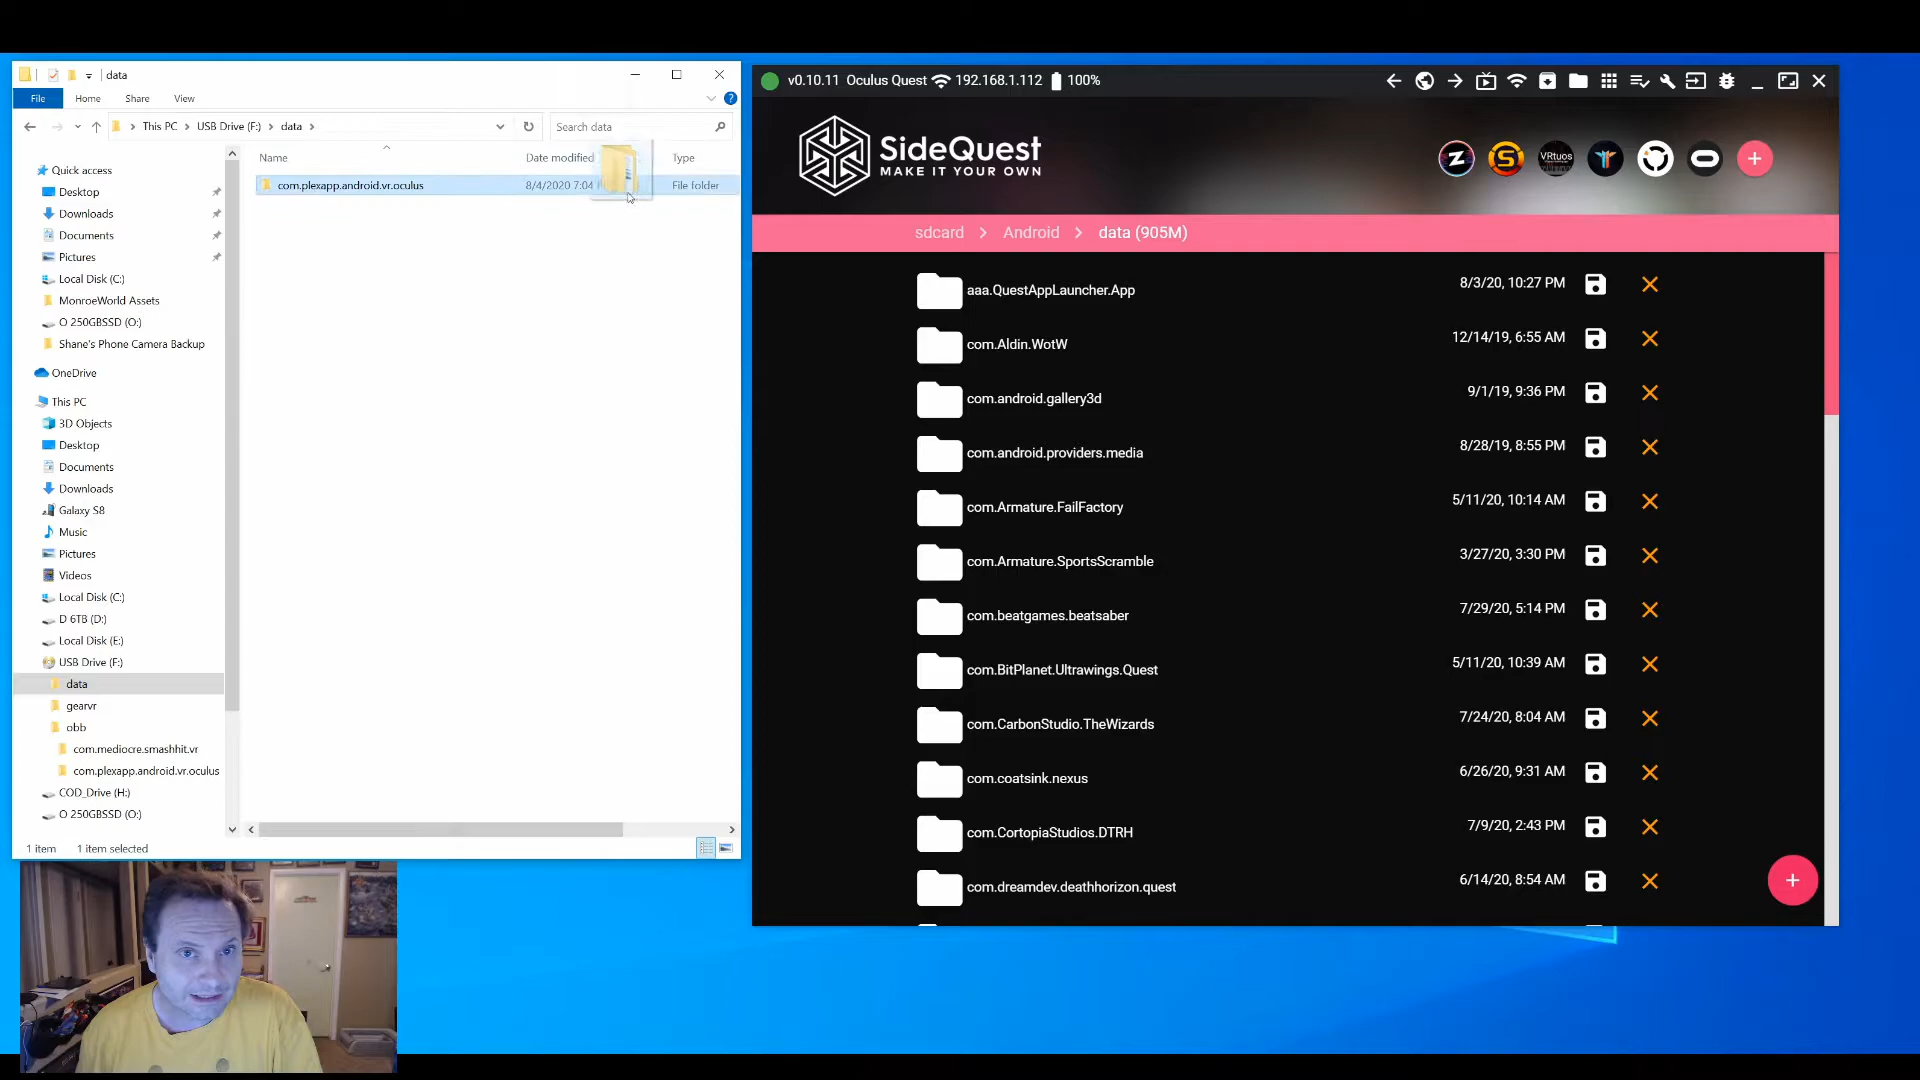 data
File
Home
Share
View
This PC
USB Drive (F:)
data
Search data
Quick access
Desktop
Downloads
Documents
Pictures
Local Disk (C:)
MonroeWorld Assets
O 250GBSSD (O:)
Shane's Phone Camera Backup
OneDrive
This PC
3D Objects
Desktop
Documents
Downloads
Galaxy S8
Music
Pictures
Videos
Local Disk (C:)
D 6TB (D:)
Local Disk (E:)
USB Drive (F:)
data
gearvr
obb
com.mediocre.smashhit.vr
com.plexapp.android.vr.oculus
COD_Drive (H:)
O 250GBSSD (O:)
Name
Date modified
Type
com.plexapp.android.vr.oculus
8/4/2020 7:04
File folder
1 item
1 item selected
v0.10.11 Oculus Quest 192.168.1.112 100%
SideQuest
MAKE IT YOUR OWN
VRtuos
sdcard
Android
data (905M)
aaa.QuestAppLauncher.App
8/3/20, 10:27 PM
com.Aldin.WotW
12/14/19, 6:55 AM
com.android.gallery3d
9/1/19, 9:36 PM
com.android.providers.media
8/28/19, 8:55 PM
com.Armature.FailFactory
5/11/20, 10:14 AM
com.Armature.SportsScramble
3/27/20, 3:30 PM
com.beatgames.beatsaber
7/29/20, 5:14 PM
com.BitPlanet.Ultrawings.Quest
5/11/20, 10:39 AM
com.CarbonStudio.TheWizards
7/24/20, 8:04 AM
com.coatsink.nexus
6/26/20, 9:31 AM
com.CortopiaStudios.DTRH
7/9/20, 2:43 PM
com.dreamdev.deathhorizon.quest
6/14/20, 8:54 AM